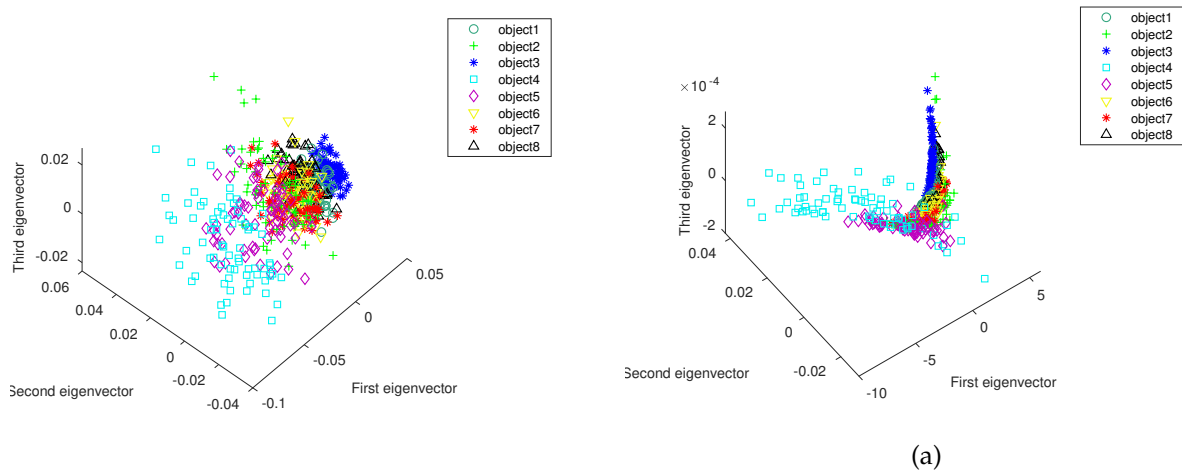 object1
object2
object3
object4
object5
object6
object7
object8
Third eigenvector
0.02
0
-0.02
0.06
0.04
0.02
0
-0.02
-0.04
Second eigenvector
0.05
0
-0.05
-0.1
First eigenvector
object1
object2
object3
object4
object5
object6
object7
object8
× 10⁻⁴
Third eigenvector
2
0
-2
0.04
0.02
0
-0.02
Second eigenvector
5
0
-5
-10
First eigenvector
(a)